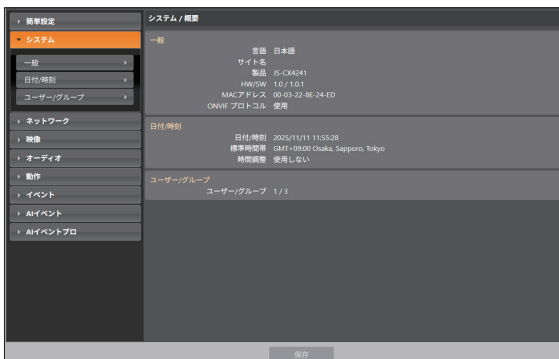 簡単設定
システム
一般
日付/時刻
ユーザー/グループ
ネットワーク
映像
オーディオ
動作
イベント
AIイベント
AIイベントプロ
システム / 概要
一般
言語 日本語
サイト名
製品 JS-CX4241
HW/SW 1.0 / 1.0.1
MACアドレス 00-03-22-8E-24-ED
ONVIF プロトコル 使用
日付/時刻
日付/時刻 2025/11/11 11:55:28
標準時間帯 GMT+09:00 Osaka, Sapporo, Tokyo
時間調整 使用しない
ユーザー/グループ
ユーザー/グループ 1 / 3
保存